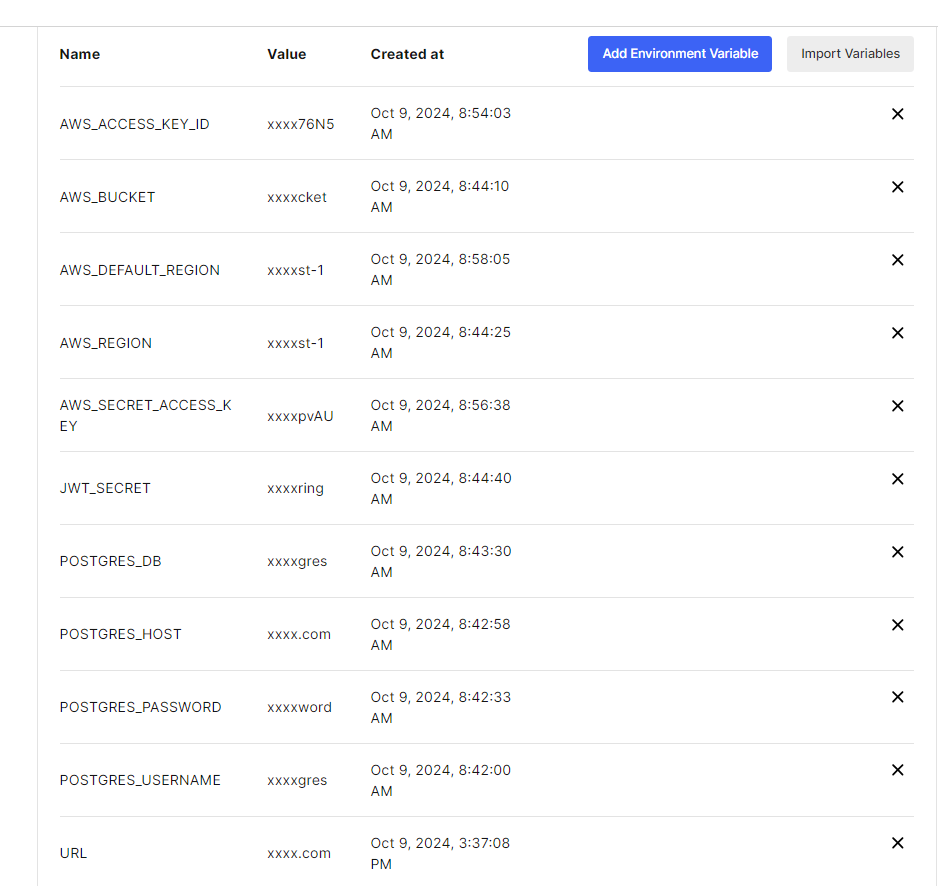 Name Value Created at Add Environment Variable Import Variables
AWS_ACCESS_KEY_ID xxxx76N5 Oct 9, 2024, 8:54:03
AM
AWS_BUCKET xxxxcket Oct 9, 2024, 8:44:10
AM
AWS_DEFAULT_REGION xxxxst-1 Oct 9, 2024, 8:58:05
AM
AWS_REGION xxxxst-1 Oct 9, 2024, 8:44:25
AM
AWS_SECRET_ACCESS_K
EY xxxxpvAU Oct 9, 2024, 8:56:38
AM
JWT_SECRET xxxxring Oct 9, 2024, 8:44:40
AM
POSTGRES_DB xxxxgres Oct 9, 2024, 8:43:30
AM
POSTGRES_HOST xxxx.com Oct 9, 2024, 8:42:58
AM
POSTGRES_PASSWORD xxxxword Oct 9, 2024, 8:42:33
AM
POSTGRES_USERNAME xxxxgres Oct 9, 2024, 8:42:00
AM
URL xxxx.com Oct 9, 2024, 3:37:08
PM